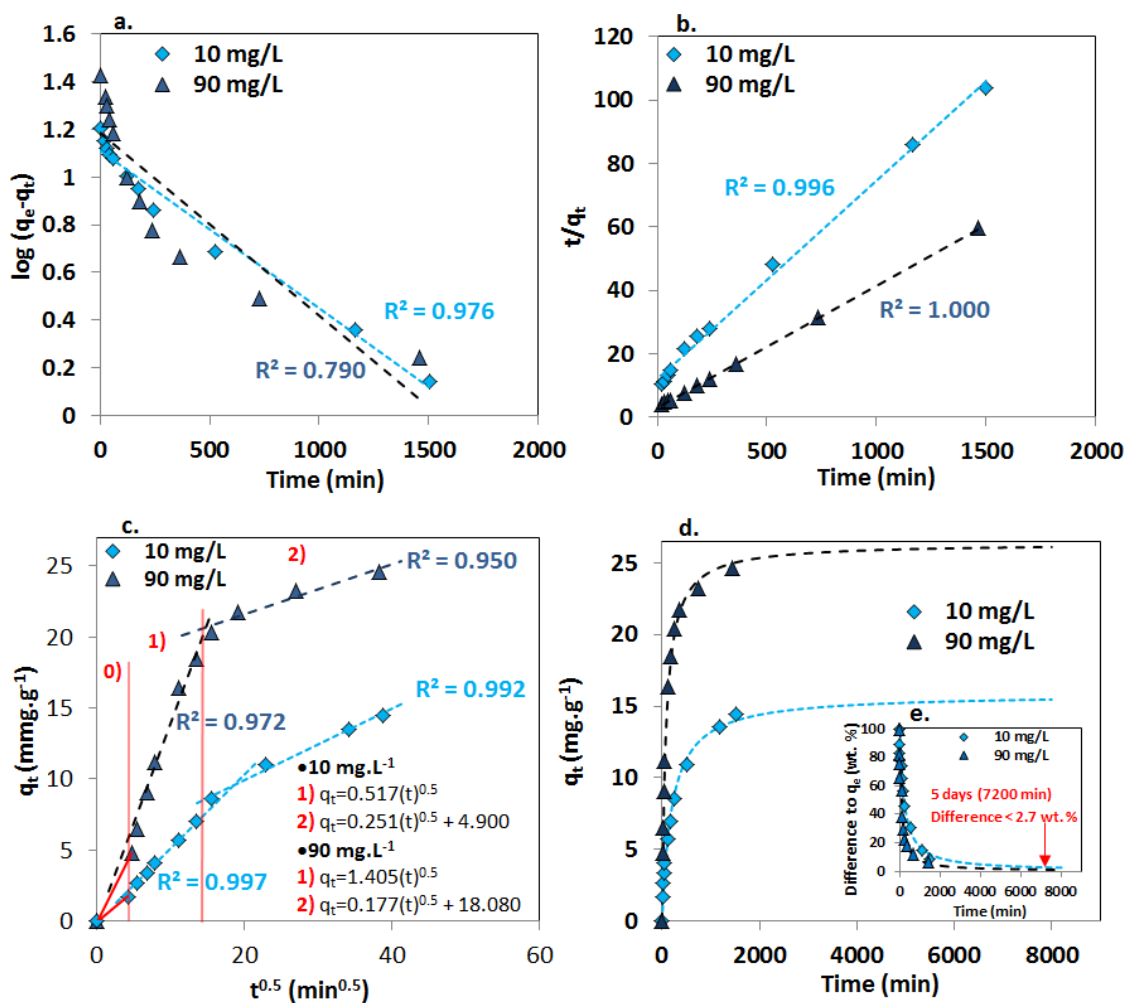 a.
10 mg/L
90 mg/L
1.6
1.4
1.2
1
0.8
0.6
0.4
0.2
0
log (qₑ-qₜ)
R² = 0.976
R² = 0.790
0 500 1000 1500 2000
Time (min)
b.
10 mg/L
90 mg/L
120
100
80
60
40
20
0
t/qₜ
R² = 0.996
R² = 1.000
0 500 1000 1500 2000
Time (min)
c.
10 mg/L
90 mg/L
25
20
15
10
5
0
qₜ (mmg.g⁻¹)
0)
1)
2)
R² = 0.950
R² = 0.972
R² = 0.992
R² = 0.997
●10 mg.L⁻¹
1) qₜ=0.517(t)⁰·⁵
2) qₜ=0.251(t)⁰·⁵ + 4.900
●90 mg.L⁻¹
1) qₜ=1.405(t)⁰·⁵
2) qₜ=0.177(t)⁰·⁵ + 18.080
0 20 40 60
t⁰·⁵ (min⁰·⁵)
d.
10 mg/L
90 mg/L
25
20
15
10
5
0
qₜ (mg.g⁻¹)
0 2000 4000 6000 8000
Time (min)
e.
10 mg/L
90 mg/L
100
80
60
40
20
0
Difference to qₑ (wt. %)
5 days (7200 min)
Difference < 2.7 wt.%
0 2000 4000 6000 8000
Time (min)